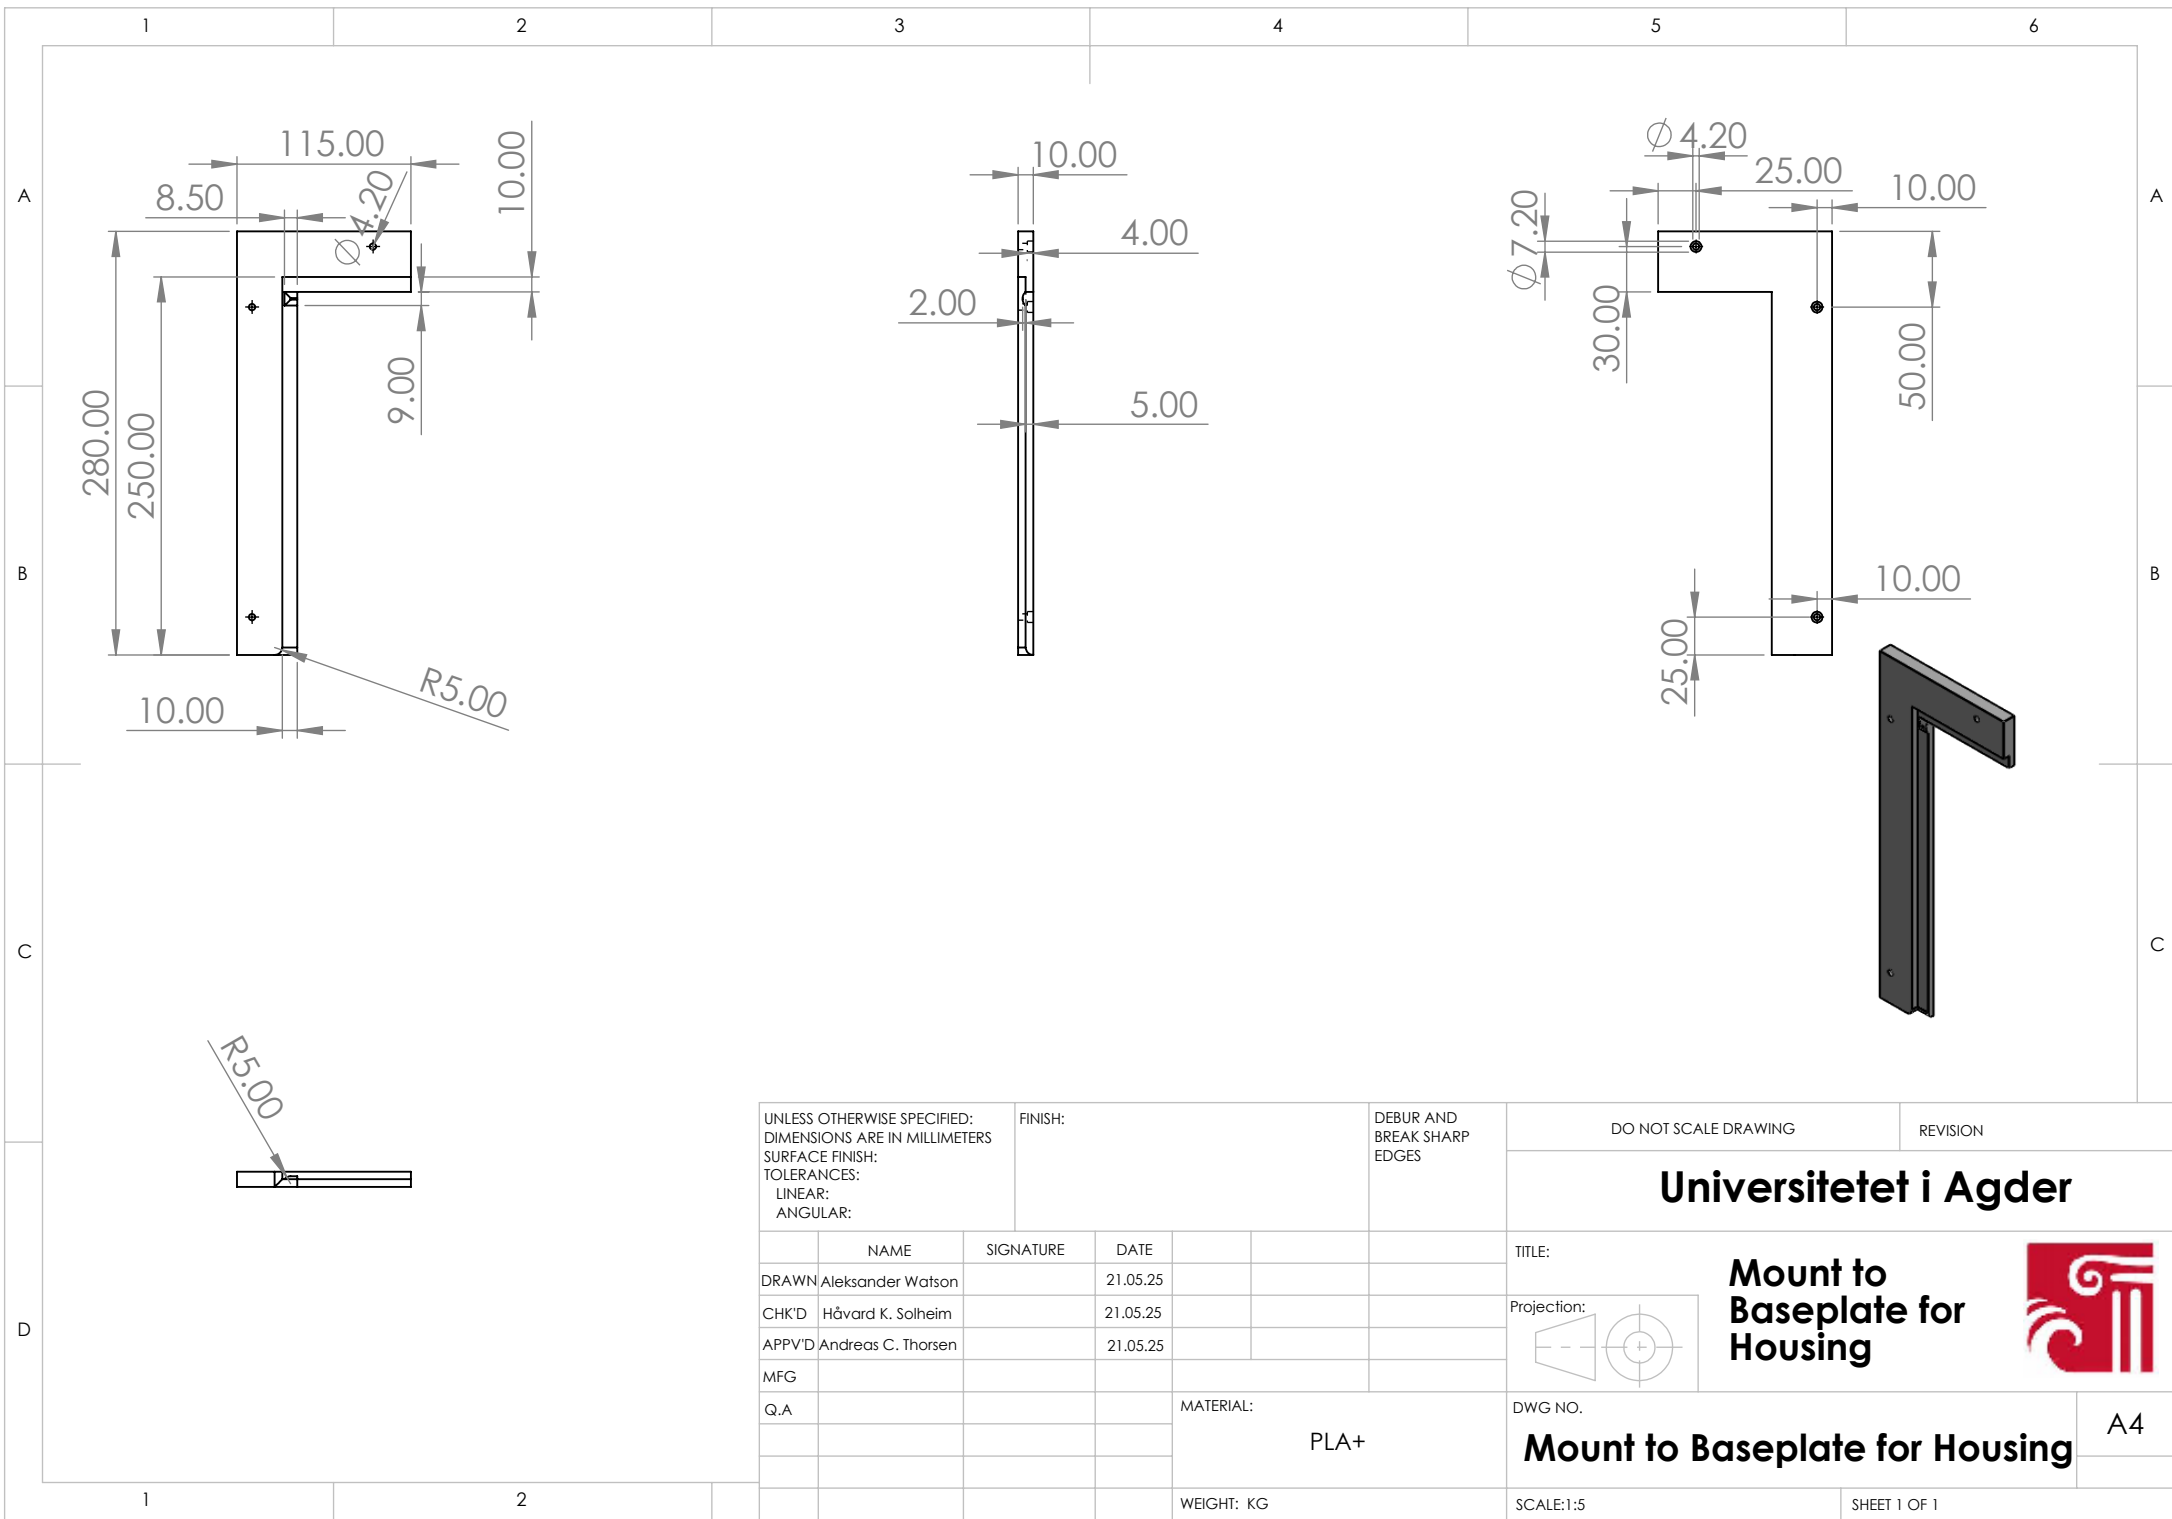 1 2 3 4 5 6
A A
B B
C C
D
115.00
8.50
Ø 4.20
10.00
280.00
250.00
9.00
10.00
R5.00
10.00
4.00
2.00
5.00
Ø 4.20
25.00
10.00
Ø 7.20
30.00
50.00
10.00
25.00
R5.00
UNLESS OTHERWISE SPECIFIED:
DIMENSIONS ARE IN MILLIMETERS
SURFACE FINISH:
TOLERANCES:
LINEAR:
ANGULAR:
FINISH:
DEBUR AND
BREAK SHARP
EDGES
DO NOT SCALE DRAWING
REVISION
Universitetet i Agder
NAME SIGNATURE DATE
DRAWN Aleksander Watson 21.05.25
CHK'D Håvard K. Solheim 21.05.25
APPV'D Andreas C. Thorsen 21.05.25
MFG
Q.A
TITLE:
Mount to
Baseplate for
Housing
Projection:
MATERIAL:
PLA+
DWG NO.
Mount to Baseplate for Housing
A4
WEIGHT: KG
SCALE:1:5
SHEET 1 OF 1
1 2